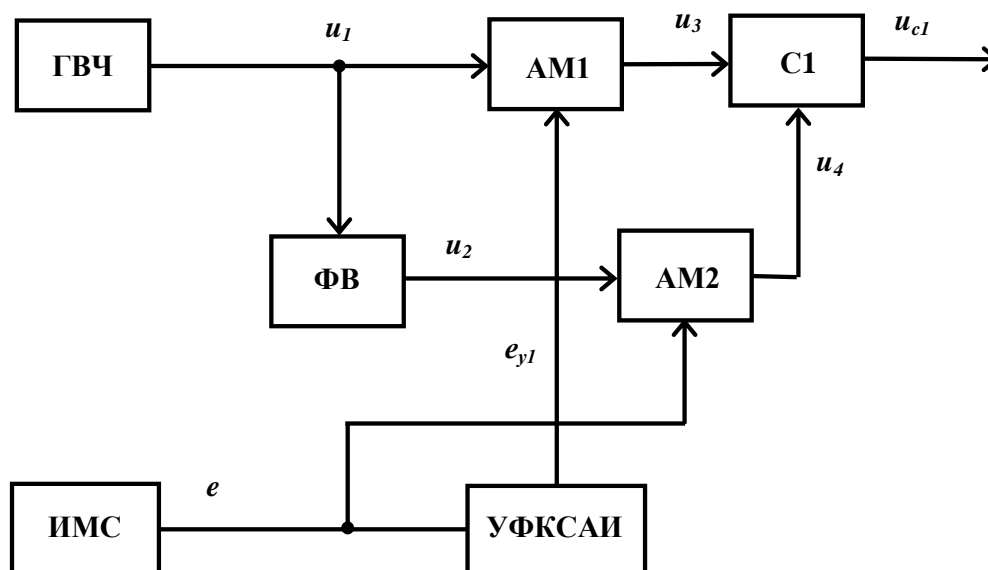 u1 u3 uc1
ГВЧ АМ1 С1
u4
u2
ФВ АМ2
ey1
e
ИМС УФКСАИ